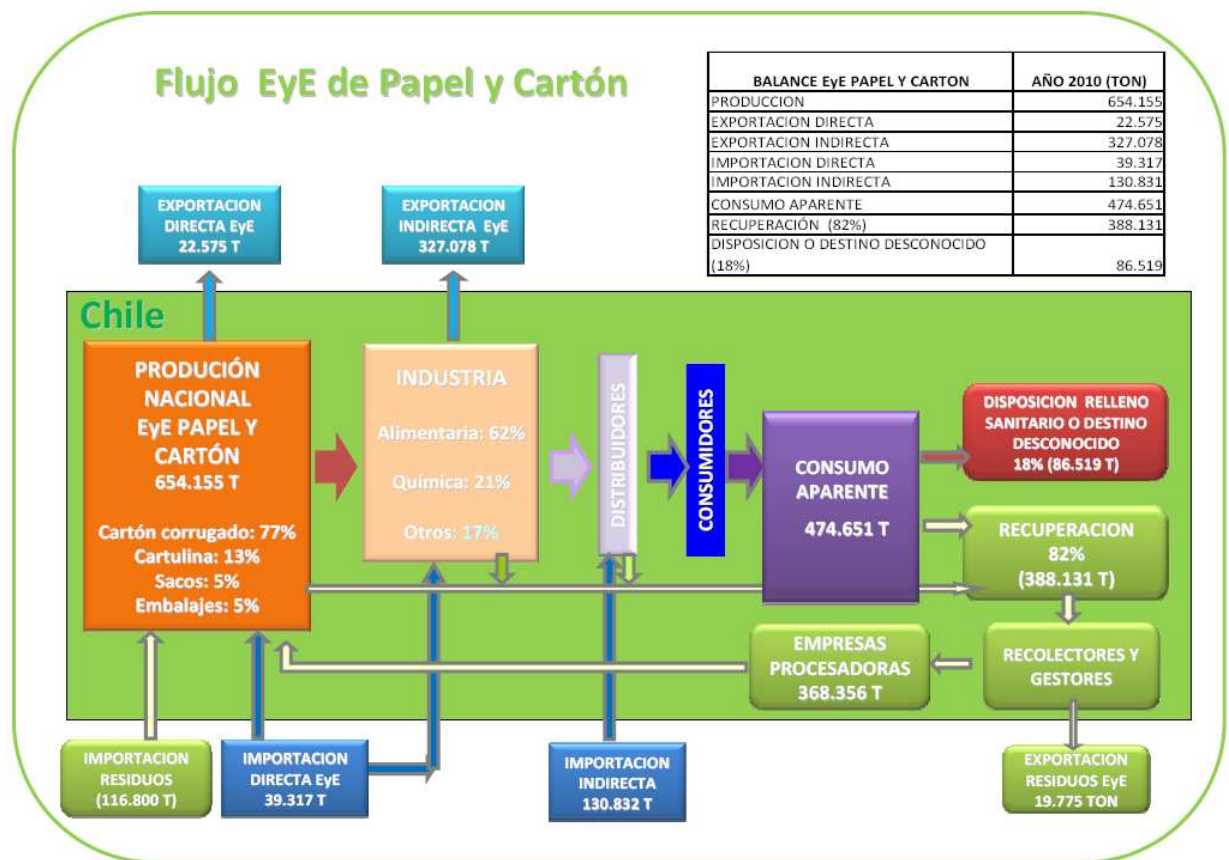 Flujo EyE de Papel y Cartón
BALANCE EyE PAPEL Y CARTON AÑO 2010 (TON)
PRODUCCION 654.155
EXPORTACION DIRECTA 22.575
EXPORTACION INDIRECTA 327.078
IMPORTACION DIRECTA 39.317
IMPORTACION INDIRECTA 130.831
CONSUMO APARENTE 474.651
RECUPERACIÓN (82%) 388.131
DISPOSICION O DESTINO DESCONOCIDO
(18%) 86.519
EXPORTACION
DIRECTA EyE
22.575 T
EXPORTACION
INDIRECTA EyE
327.078 T
Chile
PRODUCIÓN
NACIONAL
EyE PAPEL Y
CARTÓN
654.155 T
Cartón corrugado: 77%
Cartulina: 13%
Sacos: 5%
Embalajes: 5%
INDUSTRIA
Alimentaria: 62%
Química: 21%
Otros: 17%
DISTRIBUIDORES
CONSUMIDORES
CONSUMO
APARENTE
474.651 T
DISPOSICION RELLENO
SANITARIO O DESTINO
DESCONOCIDO
18% (86.519 T)
RECUPERACION
82%
(388.131 T)
RECOLECTORES Y
GESTORES
EMPRESAS
PROCESADORAS
368.356 T
IMPORTACION
RESIDUOS
(116.800 T)
IMPORTACION
DIRECTA EyE
39.317 T
IMPORTACION
INDIRECTA
130.832 T
EXPORTACION
RESIDUOS EyE
19.775 TON